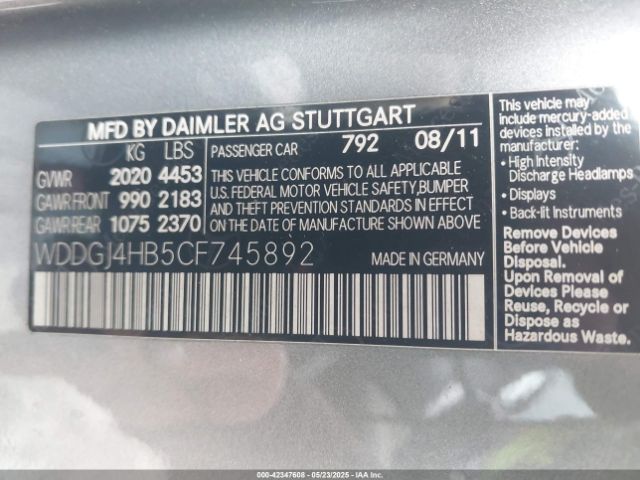 MFD BY DAIMLER AG STUTTGART
KG LBS
GVWR 2020 4453
GAWR FRONT 990 2183
GAWR REAR 1075 2370
PASSENGER CAR 792 08/11
THIS VEHICLE CONFORMS TO ALL APPLICABLE
U.S. FEDERAL MOTOR VEHICLE SAFETY,BUMPER
AND THEFT PREVENTION STANDARDS IN EFFECT
ON THE DATE OF MANUFACTURE SHOWN ABOVE
WDDGJ4HB5CF745892
MADE IN GERMANY
This vehicle may
include mercury-added
devices installed by the
manufacturer:
• High Intensity
Discharge Headlamps
• Displays
• Back-lit Instruments
Remove Devices
Before Vehicle
Disposal.
Upon Removal of
Devices Please
Reuse, Recycle or
Dispose as
Hazardous Waste.
000-42347608 - 05/23/2025 - IAAI.com